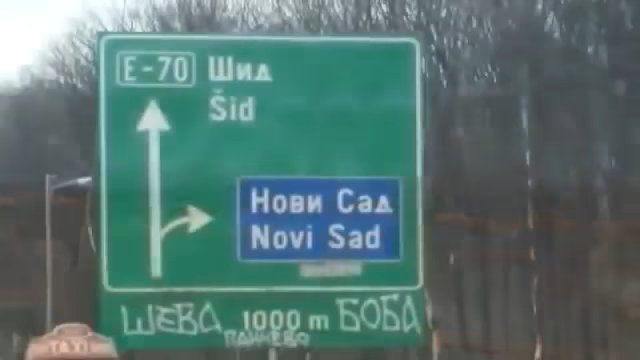 E-70 Шид
Šid
Нови Сад
Novi Sad
ШЕВА 1000 m БОБА
ПАНЧЕВО
TAXI